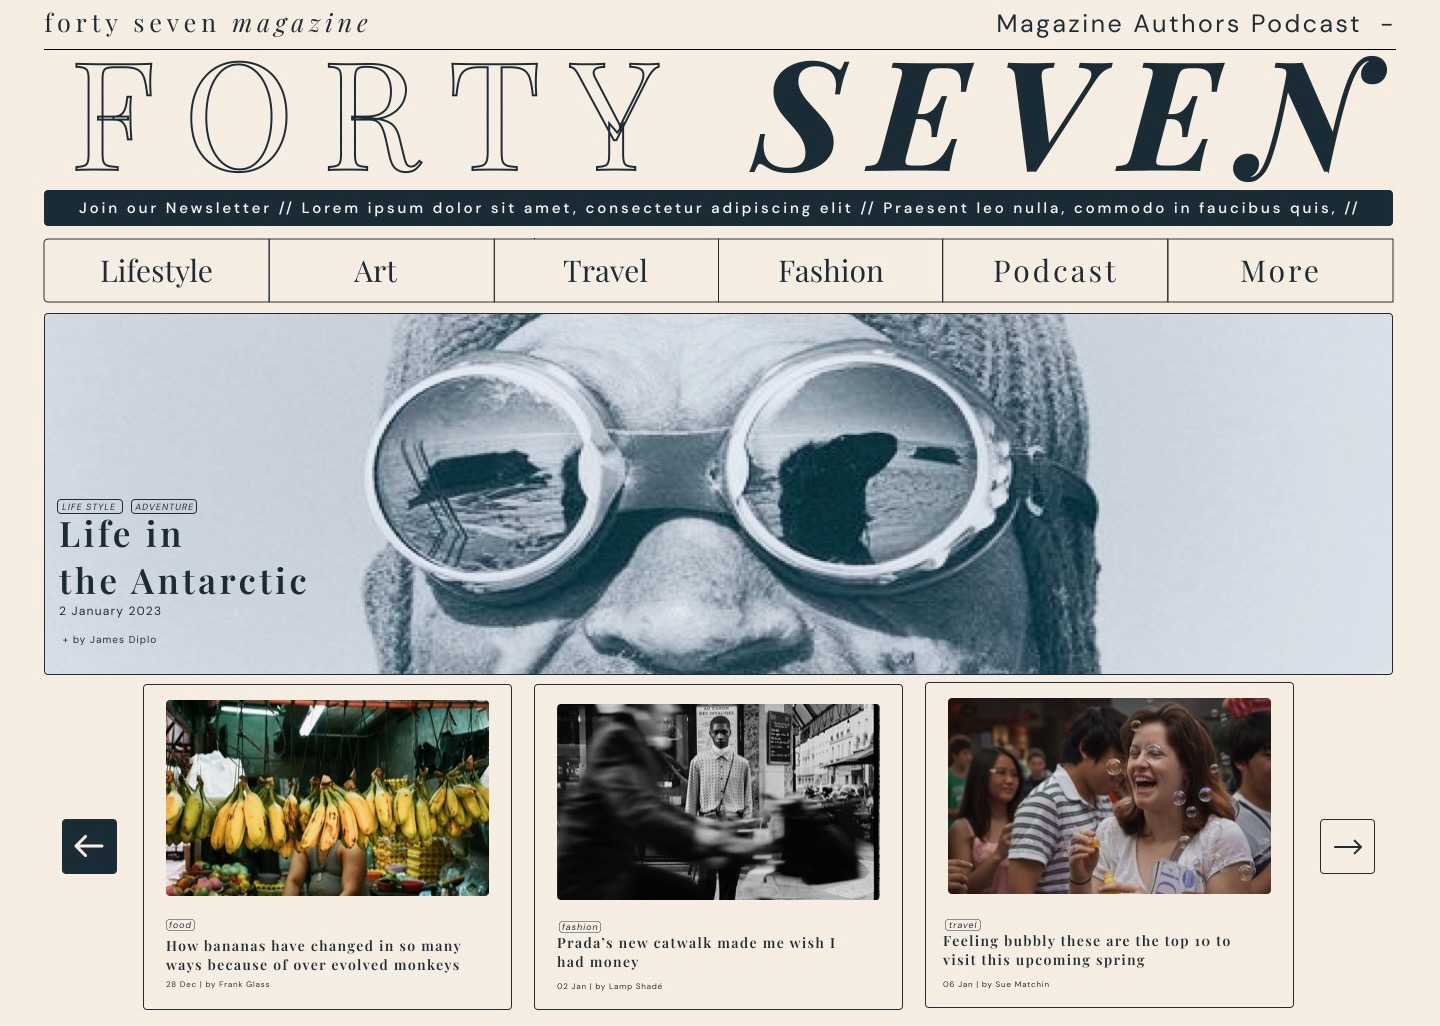 forty seven magazine
Magazine Authors Podcast –
FORTY SEVEN
Join our Newsletter // Lorem ipsum dolor sit amet, consectetur adipiscing elit // Praesent leo nulla, commodo in faucibus quis, //
Lifestyle Art Travel Fashion Podcast More
LIFE STYLE ADVENTURE
Life in
the Antarctic
2 January 2023
+ by James Diplo
AU CANON
DES INVALIDES
food
How bananas have changed in so many
ways because of over evolved monkeys
28 Dec | by Frank Glass
fashion
Prada’s new catwalk made me wish I
had money
02 Jan | by Lamp Shadé
travel
Feeling bubbly these are the top 10 to
visit this upcoming spring
06 Jan | by Sue Matchin